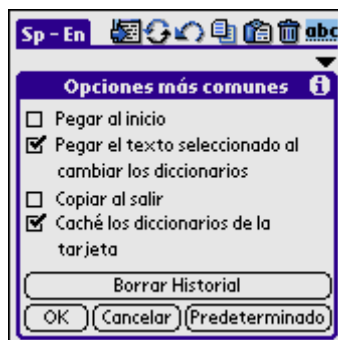 Sp - En abc
Opciones más comunes i
Pegar al inicio
Pegar el texto seleccionado al
cambiar los diccionarios
Copiar al salir
Caché los diccionarios de la
tarjeta
Borrar Historial
OK Cancelar Predeterminado